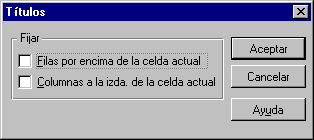 Títulos
Fijar
Filas por encima de la celda actual
Columnas a la izda. de la celda actual
Aceptar
Cancelar
Ayuda